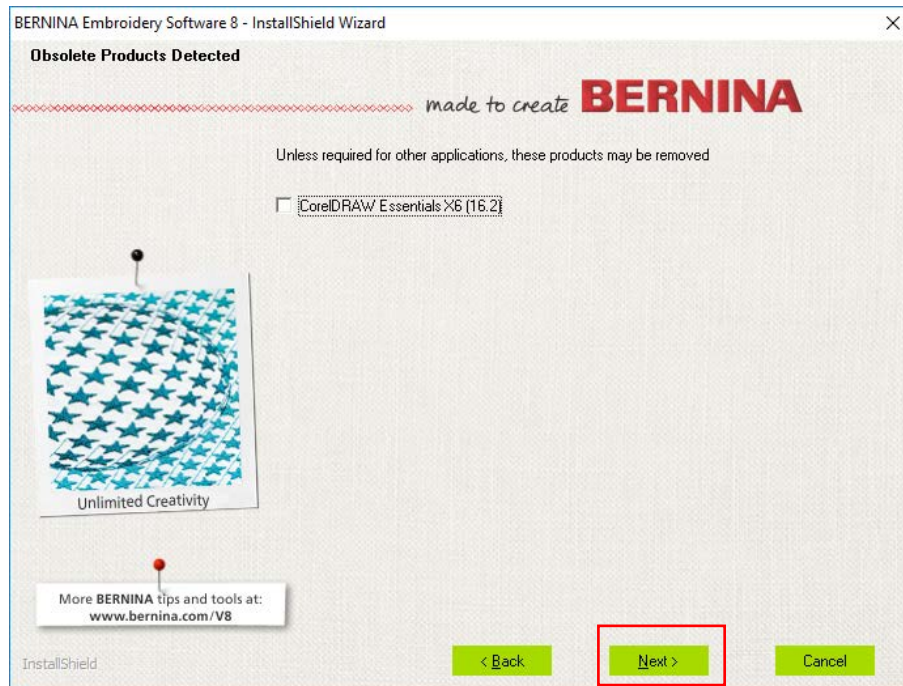 BERNINA Embroidery Software 8 - InstallShield Wizard
Obsolete Products Detected
made to create BERNINA
Unless required for other applications, these products may be removed
CorelDRAW Essentials X6 (16.2)
Unlimited Creativity
More BERNINA tips and tools at:
www.bernina.com/V8
InstallShield
< Back
Next >
Cancel